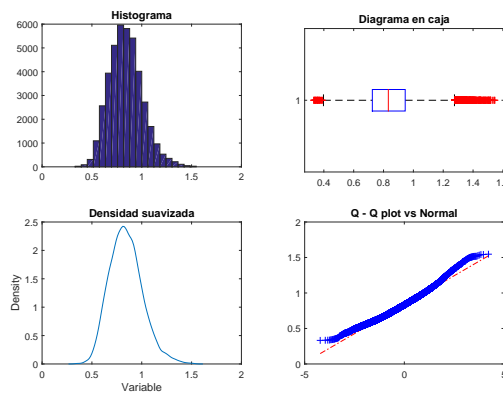 Histograma
6000
5000
4000
3000
2000
1000
0
0 0.5 1 1.5 2
Diagrama en caja
1
0.4 0.6 0.8 1 1.2 1.4 1.6
Densidad suavizada
2.5
2
1.5
1
0.5
0
Density
0 0.5 1 1.5 2
Variable
Q - Q plot vs Normal
2
1.5
1
0.5
0
-5 0 5